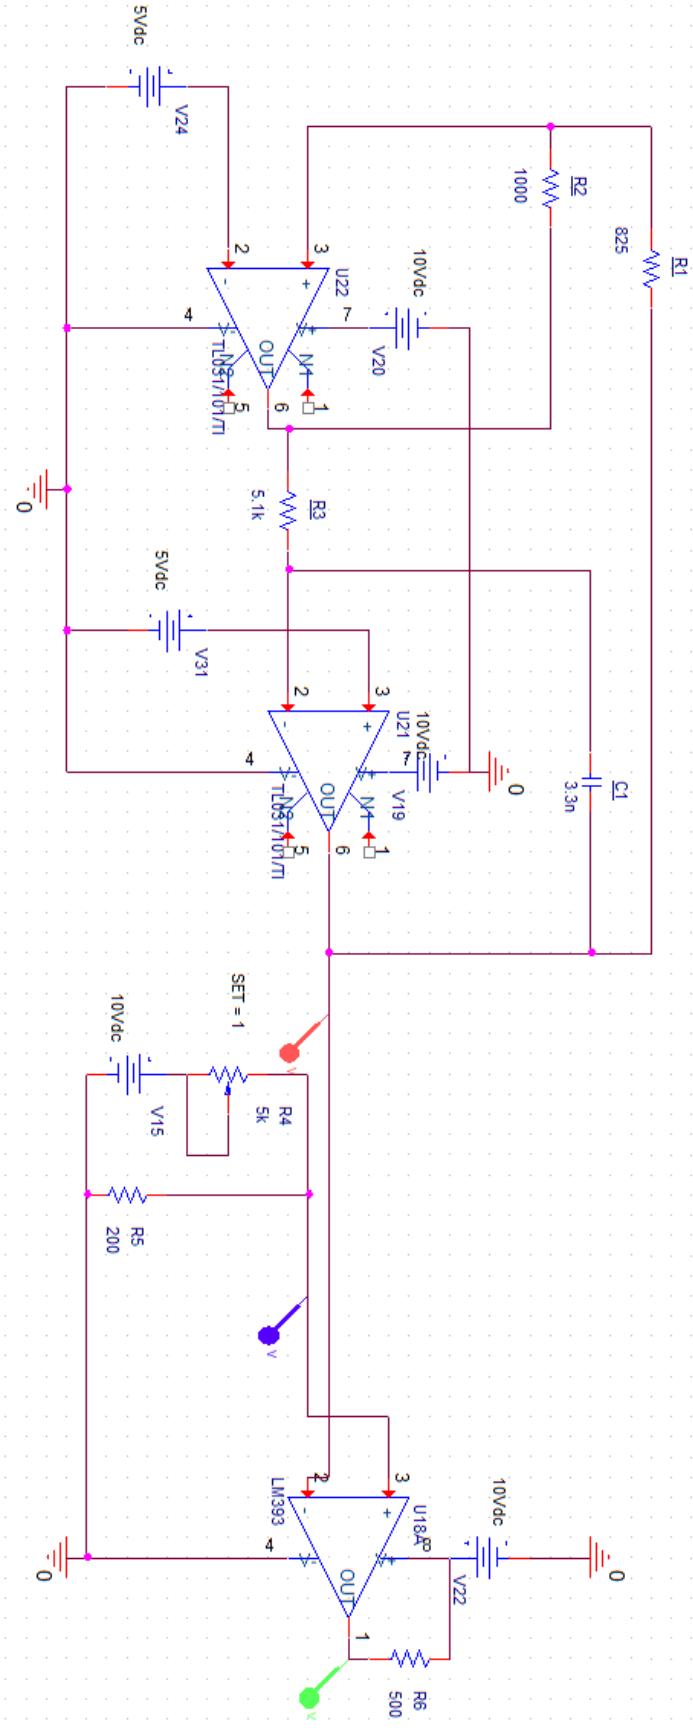 5Vdc
V24
R2
1000
R1
825
2
3
+
-
U22
10Vdc
4
7
V20
OUT
N1
N2
TL031/101/TI
5
6
1
R3
5.1k
0
5Vdc
V31
2
3
+
-
U21
10Vdc
4
7
V19
0
C1
3.3n
OUT
N1
N2
TL031/101/TI
5
6
1
SET = 1
10Vdc
V15
R4
5k
V
R5
200
V
2
3
LM393
+
-
U18A
10Vdc
4
8
V22
0
0
OUT
1
R6
500
V